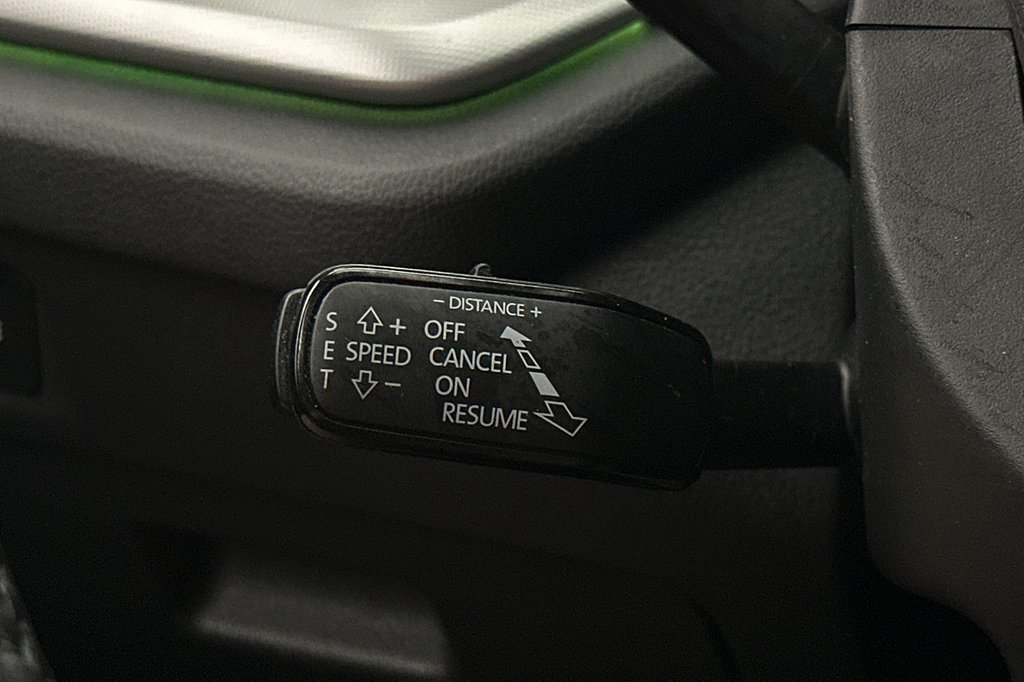 − DISTANCE +
S + OFF
E SPEED CANCEL
T − ON
RESUME